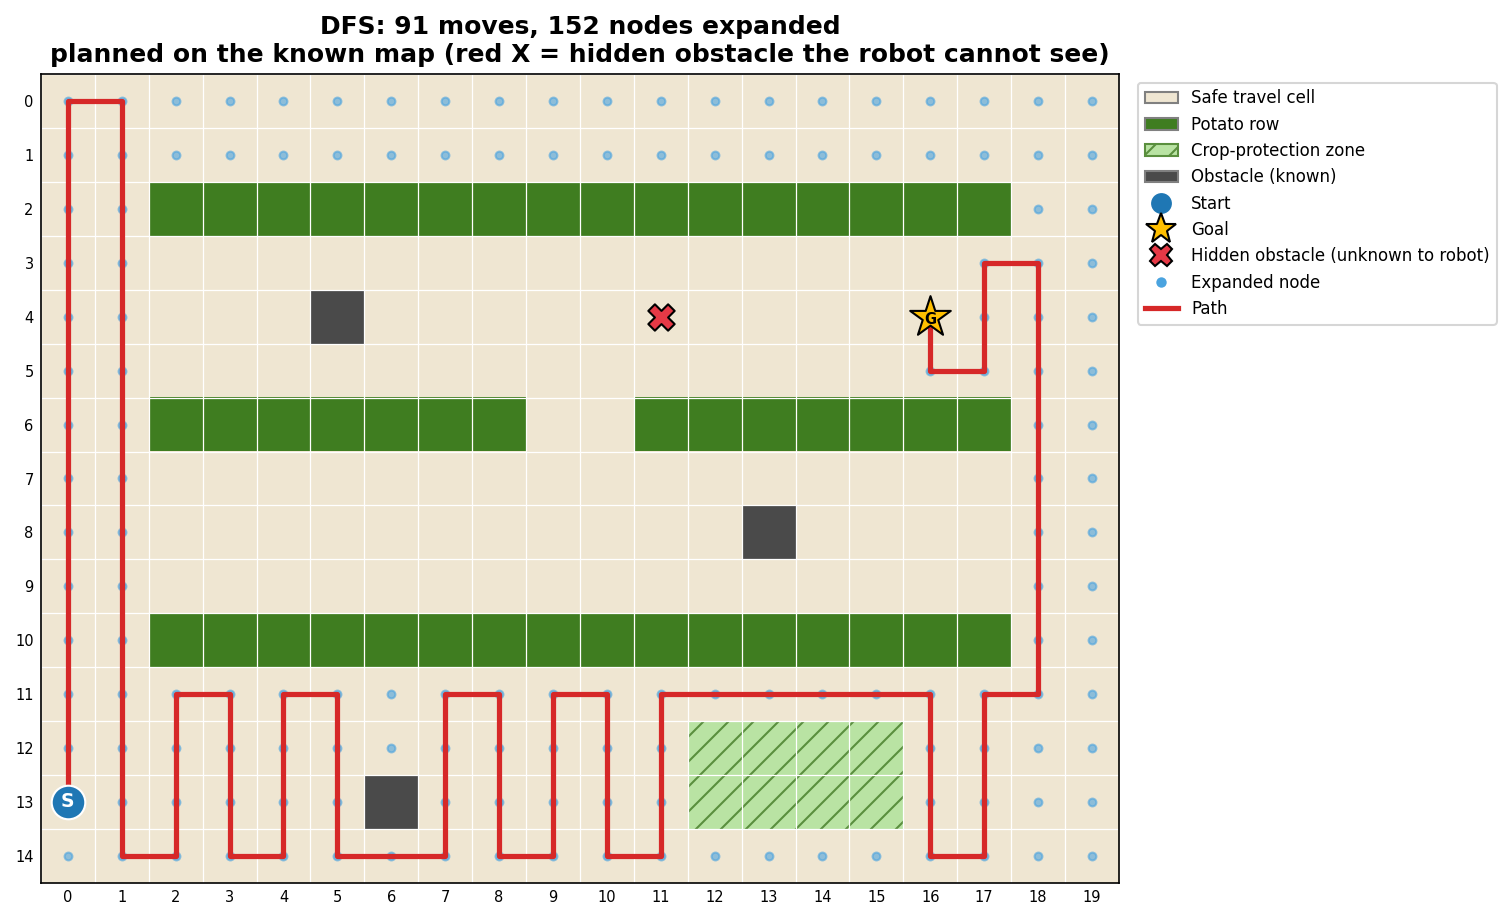 DFS: 91 moves, 152 nodes expanded
planned on the known map (red X = hidden obstacle the robot cannot see)
Safe travel cell
Potato row
Crop-protection zone
Obstacle (known)
Start
Goal
Hidden obstacle (unknown to robot)
Expanded node
Path
0
1
2
3
4
5
6
7
8
9
10
11
12
13
14
G
S
0 1 2 3 4 5 6 7 8 9 10 11 12 13 14 15 16 17 18 19